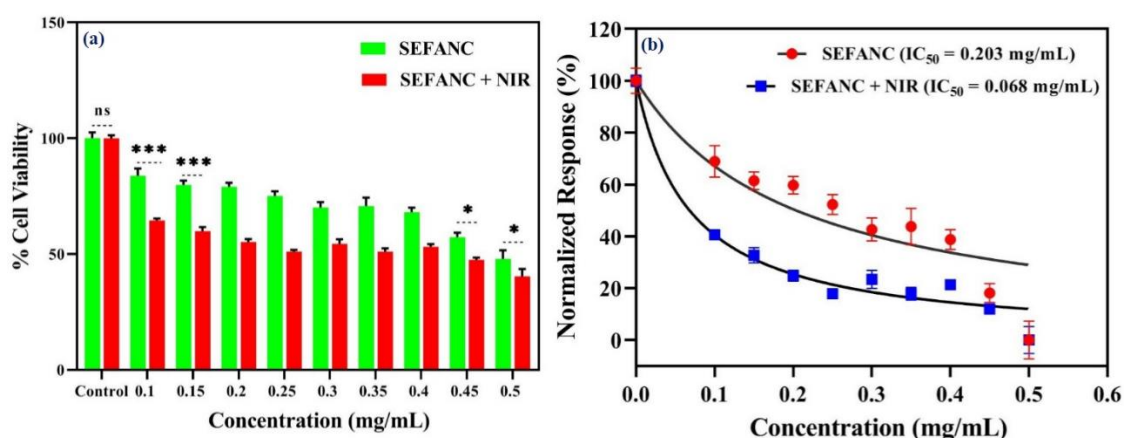 (a)
SEFANC
SEFANC + NIR
% Cell Viability
150
100
50
0
ns
***
***
*
*
Control 0.1 0.15 0.2 0.25 0.3 0.35 0.4 0.45 0.5
Concentration (mg/mL)
(b)
SEFANC (IC50 = 0.203 mg/mL)
SEFANC + NIR (IC50 = 0.068 mg/mL)
Normalized Response (%)
120
100
80
60
40
20
0
0.0 0.1 0.2 0.3 0.4 0.5 0.6
Concentration (mg/mL)